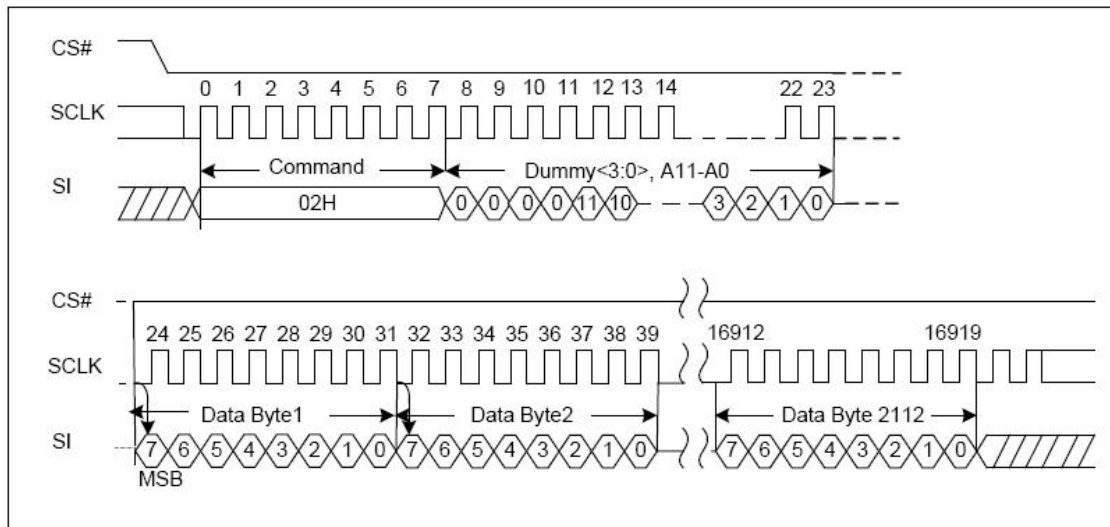 CS#
0 1 2 3 4 5 6 7 8 9 10 11 12 13 14 22 23
SCLK
Command Dummy<3:0>, A11-A0
SI
02H 0 0 0 0 11 10 3 2 1 0
CS#
24 25 26 27 28 29 30 31 32 33 34 35 36 37 38 39 16912 16919
SCLK
Data Byte1 Data Byte2 Data Byte 2112
SI
7 6 5 4 3 2 1 0 7 6 5 4 3 2 1 0 7 6 5 4 3 2 1 0
MSB